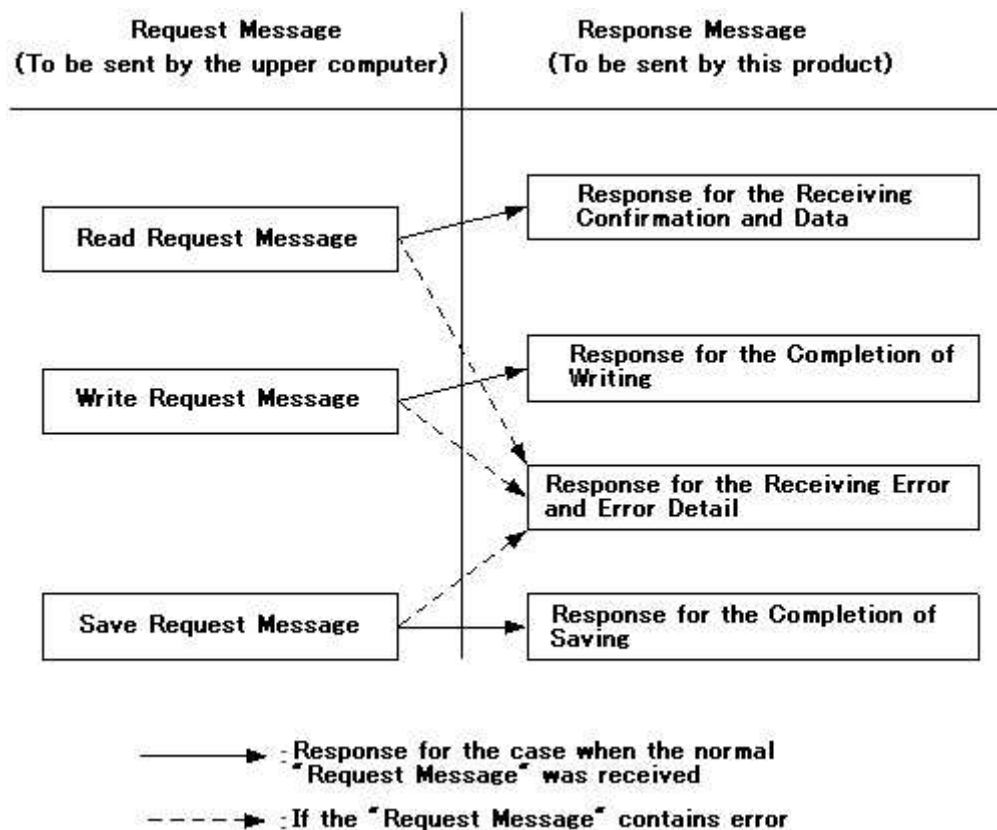 Request Message
(To be sent by the upper computer)
Response Message
(To be sent by this product)
Read Request Message
Response for the Receiving
Confirmation and Data
Write Request Message
Response for the Completion of
Writing
Response for the Receiving Error
and Error Detail
Save Request Message
Response for the Completion of
Saving
: Response for the case when the normal
"Request Message" was received
: If the "Request Message" contains error